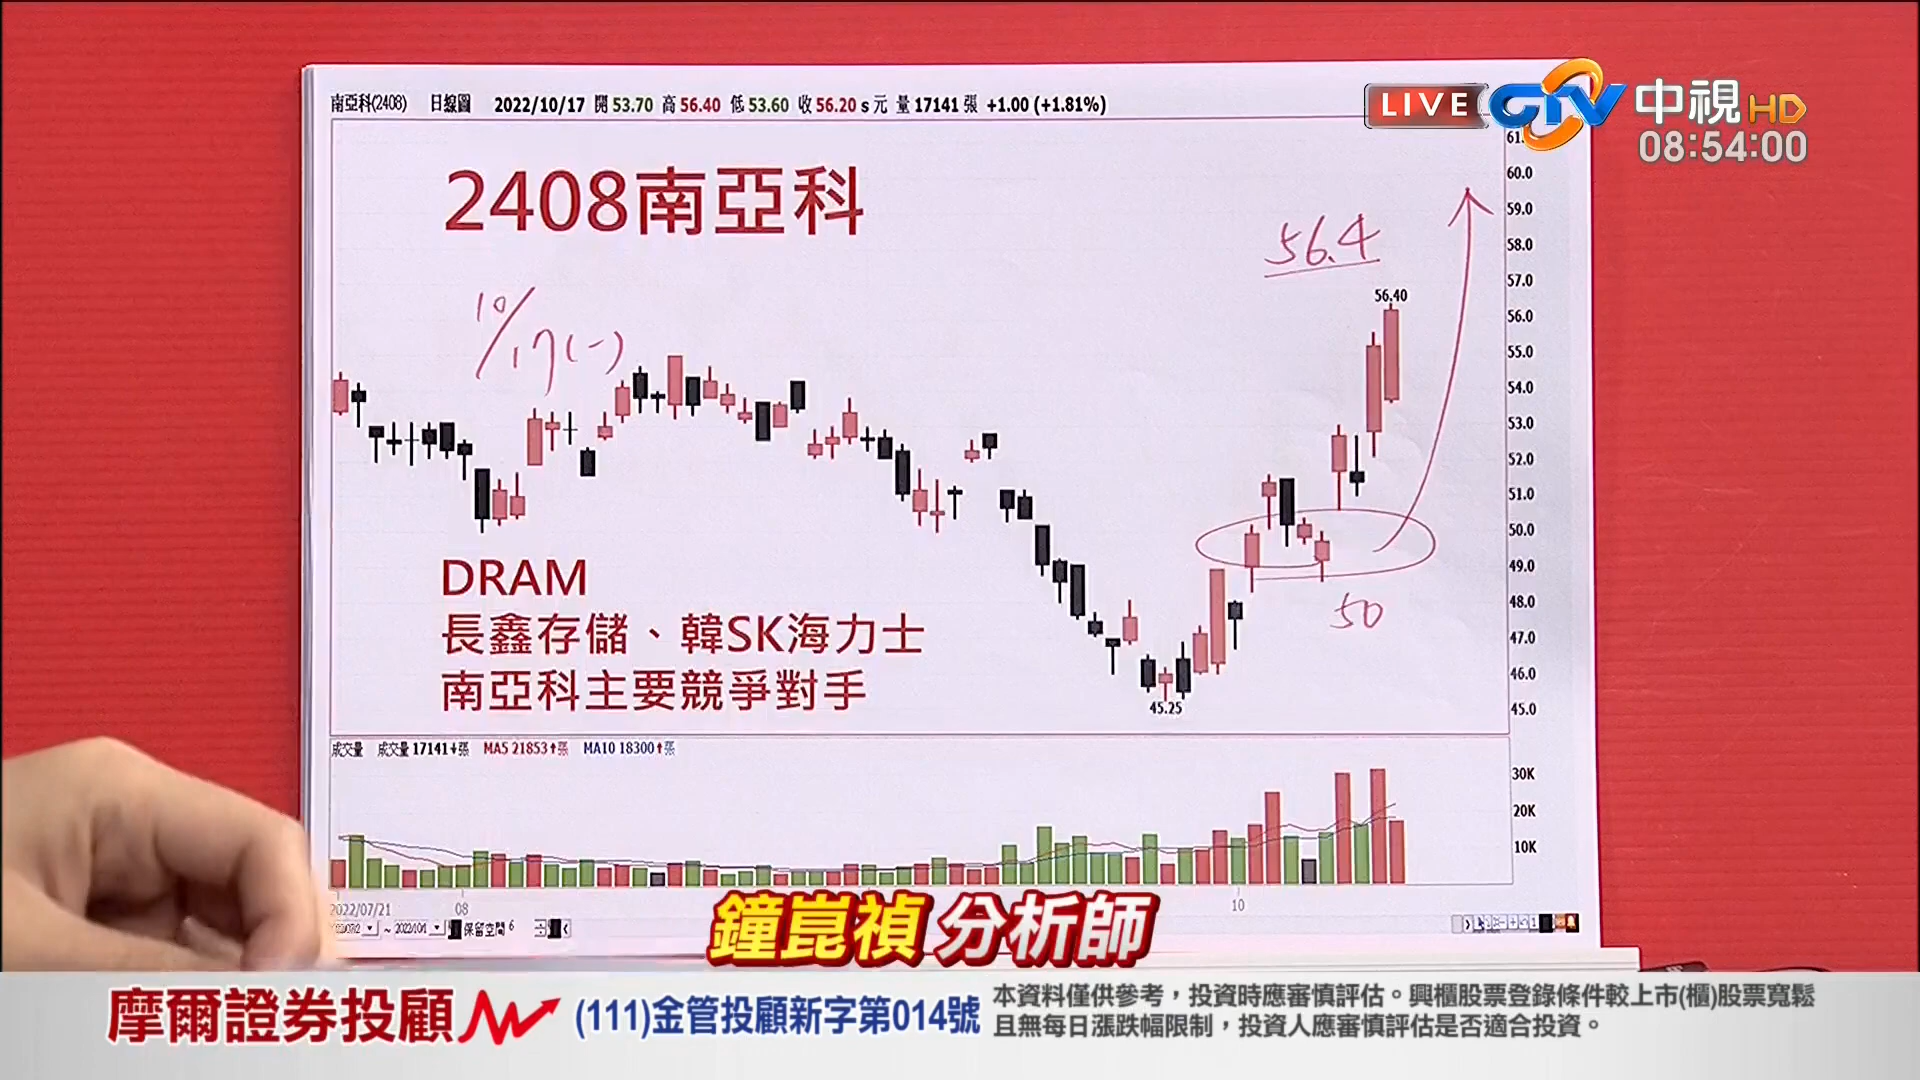 南亞科(2408) 日線圖 2022/10/17 開 53.70 高 56.40 低 53.60 收 56.20 s 元 量 17141 張 +1.00 (+1.81%)
LIVE CTV 中視HD
08:54:00
2408南亞科
10/17(一)
56.4
56.40
60.0
59.0
58.0
57.0
56.0
55.0
54.0
53.0
52.0
51.0
50.0
49.0
48.0
47.0
46.0
45.0
50
DRAM
長鑫存儲、韓SK海力士
南亞科主要競爭對手
45.25
成交量 成交量 17141↓張 MA5 21853↑張 MA10 18300↑張
30K
20K
10K
2022/07/21 08 10
保留空間 6
鐘崑禎 分析師
摩爾證券投顧
(111)金管投顧新字第014號
本資料僅供參考，投資時應審慎評估。興櫃股票登錄條件較上市(櫃)股票寬鬆
且無每日漲跌幅限制，投資人應審慎評估是否適合投資。